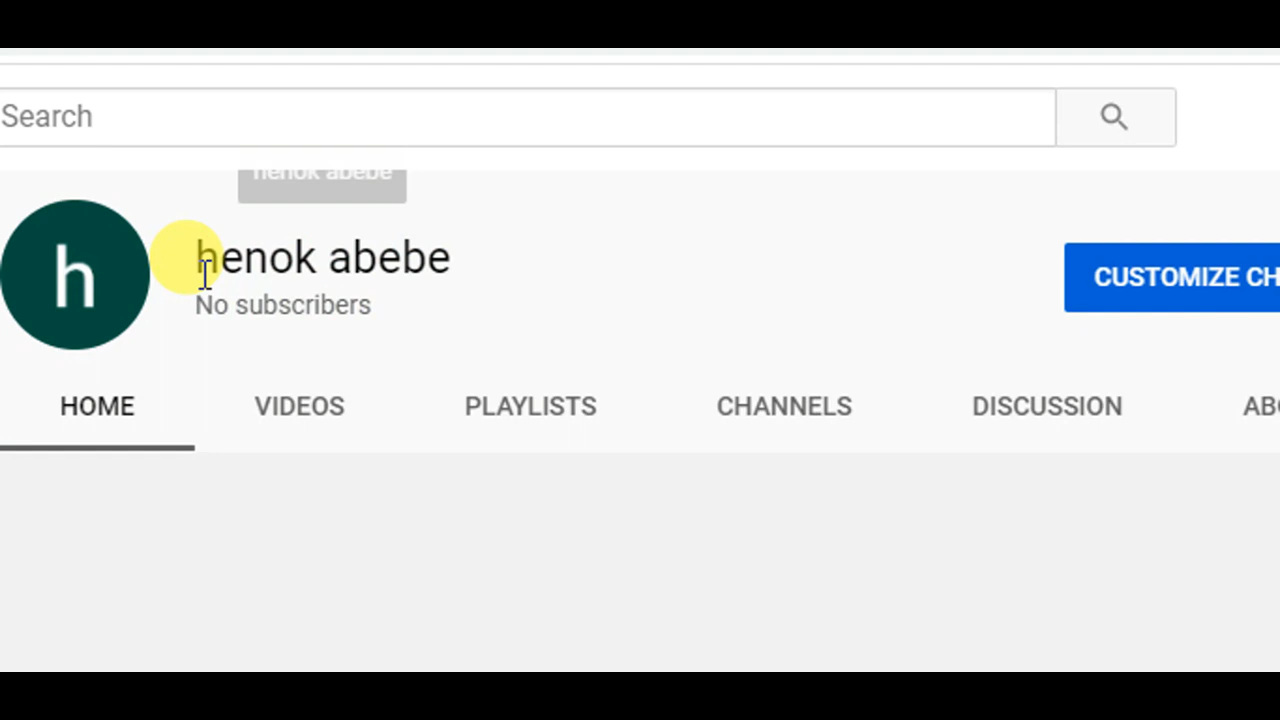 Search
henok abebe
h
henok abebe
No subscribers
CUSTOMIZE CH
HOME VIDEOS PLAYLISTS CHANNELS DISCUSSION AB